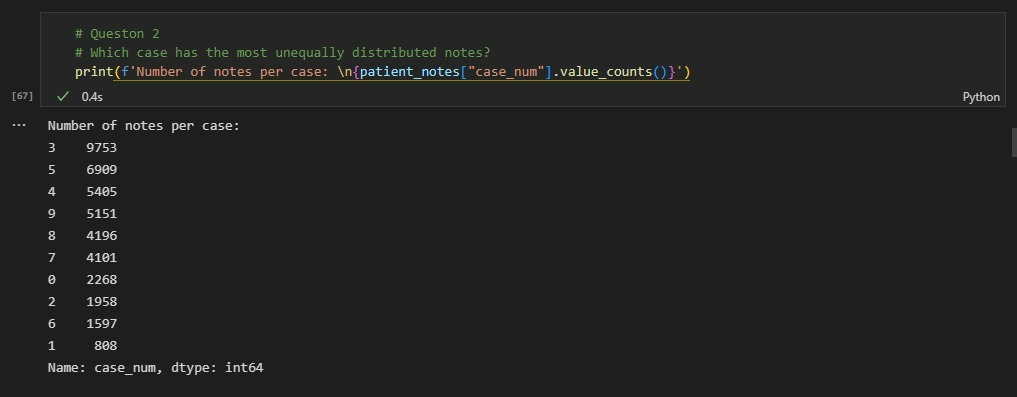 # Queston 2
# Which case has the most unequally distributed notes?
print(f'Number of notes per case: \n{patient_notes["case_num"].value_counts()}')
[67] ✓ 0.4s Python
... Number of notes per case:
3 9753
5 6909
4 5405
9 5151
8 4196
7 4101
0 2268
2 1958
6 1597
1 808
Name: case_num, dtype: int64